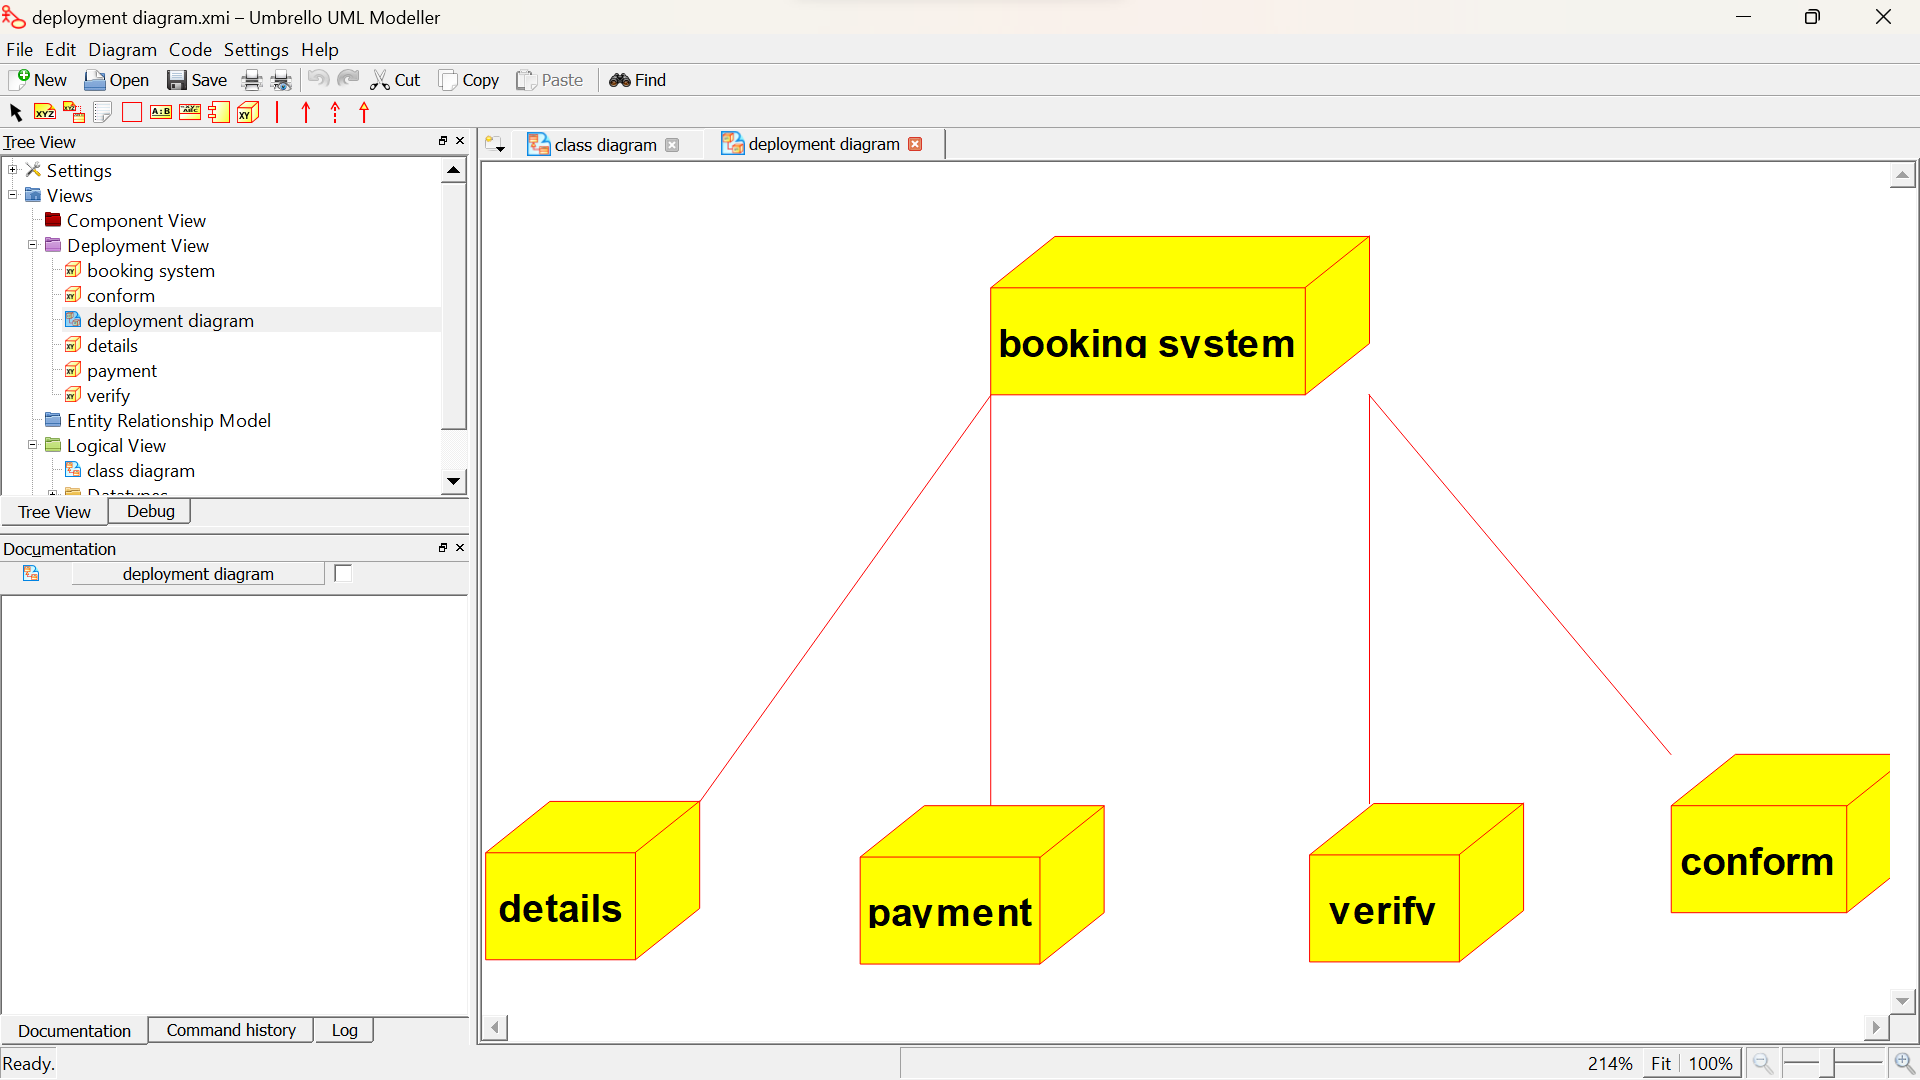 deployment diagram.xmi – Umbrello UML Modeller
File Edit Diagram Code Settings Help
New Open Save Cut Copy Paste Find
Tree View
class diagram
deployment diagram
Settings
Views
Component View
Deployment View
booking system
conform
deployment diagram
details
payment
verify
Entity Relationship Model
Logical View
class diagram
Datatypes
Tree View Debug
Documentation
deployment diagram
booking system
details
payment
verify
conform
Documentation Command history Log
Ready.
214% Fit 100%